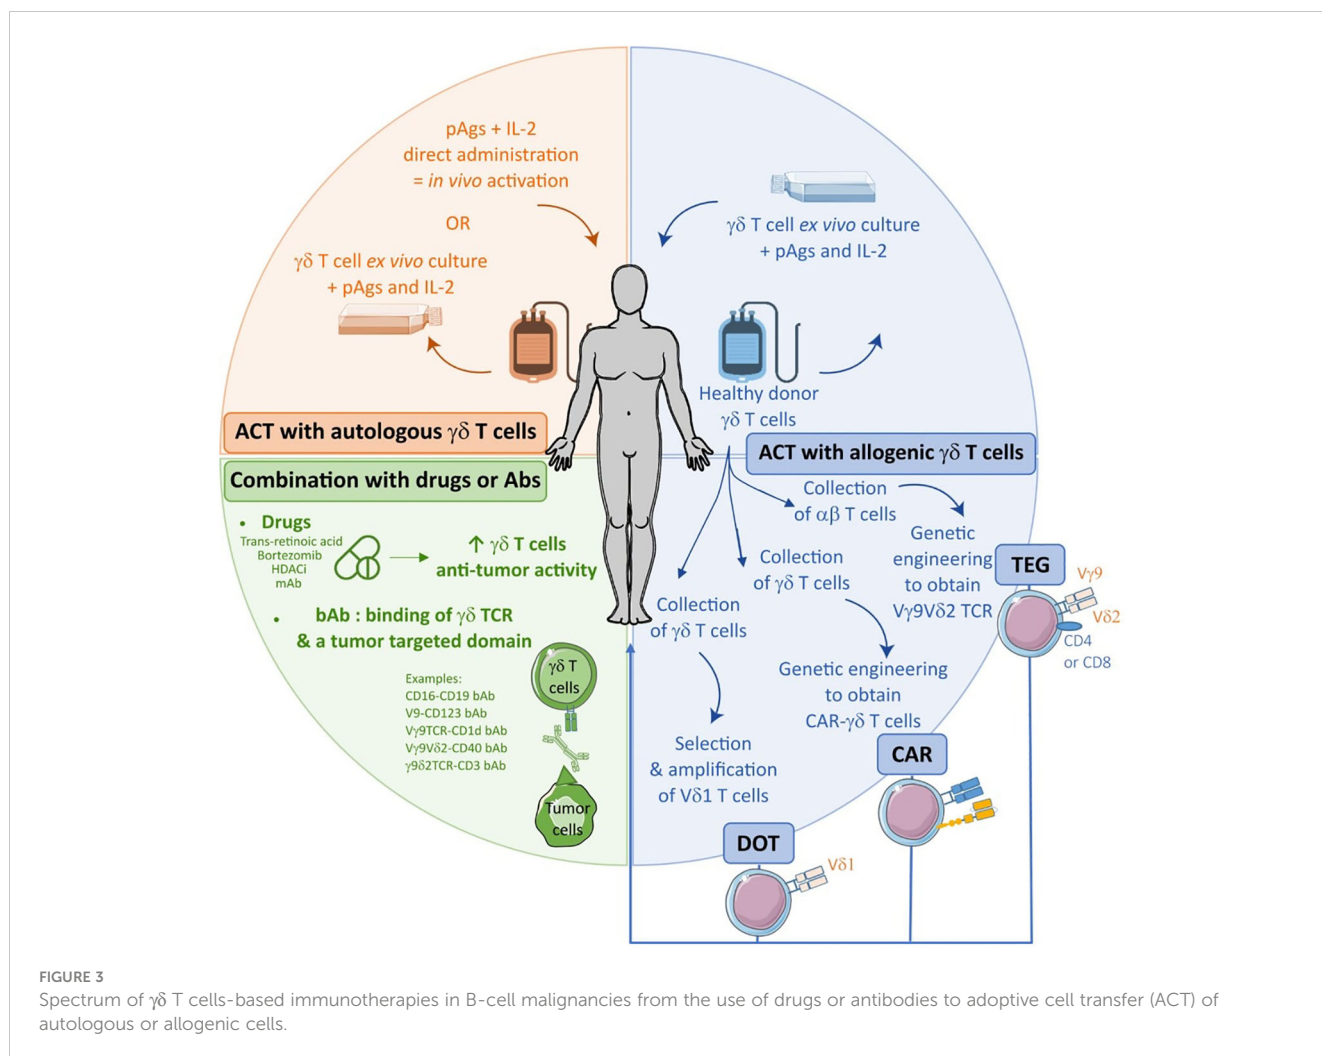 pAgs + IL-2
direct administration
= in vivo activation
OR
γδ T cell ex vivo culture
+ pAgs and IL-2
ACT with autologous γδ T cells
γδ T cell ex vivo culture
+ pAgs and IL-2
Healthy donor
γδ T cells
ACT with allogenic γδ T cells
Combination with drugs or Abs
• Drugs
Trans-retinoic acid
Bortezomib
HDACi
mAb
↑ γδ T cells
anti-tumor activity
• bAb : binding of γδ TCR
& a tumor targeted domain
Examples:
CD16-CD19 bAb
V9-CD123 bAb
Vγ9TCR-CD1d bAb
Vγ9Vδ2-CD40 bAb
γ9δ2TCR-CD3 bAb
γδ T
cells
Tumor
cells
Collection
of αβ T cells
Genetic
engineering
to obtain
Vγ9Vδ2 TCR
TEG
Vγ9
Vδ2
CD4
or CD8
Collection
of γδ T cells
Genetic engineering
to obtain
CAR-γδ T cells
CAR
Collection
of γδ T cells
Selection
& amplification
of Vδ1 T cells
DOT
Vδ1
FIGURE 3
Spectrum of γδ T cells-based immunotherapies in B-cell malignancies from the use of drugs or antibodies to adoptive cell transfer (ACT) of
autologous or allogenic cells.